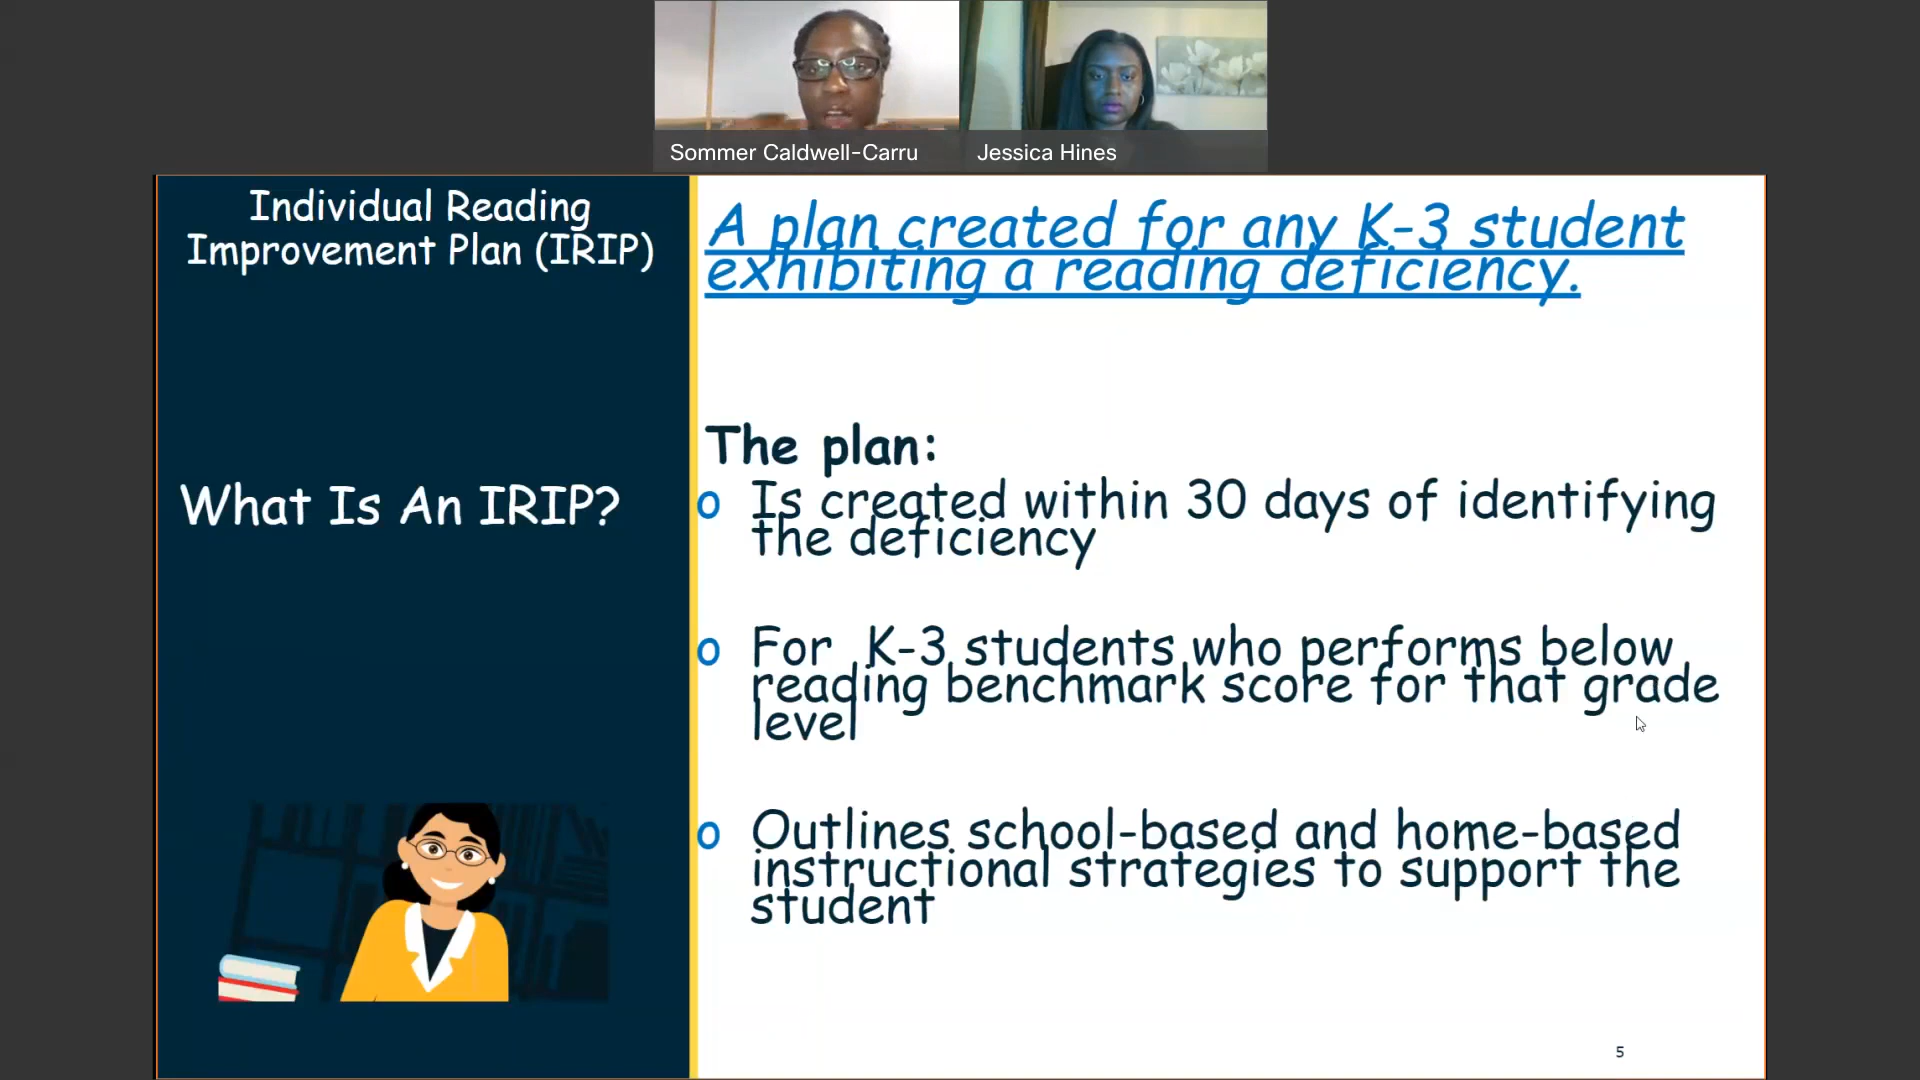 Sommer Caldwell-Carru
Jessica Hines
Individual Reading
Improvement Plan (IRIP)
What Is An IRIP?
A plan created for any K-3 student
exhibiting a reading deficiency.
The plan:
o Is created within 30 days of identifying
the deficiency
o For K-3 students who performs below
reading benchmark score for that grade
level
o Outlines school-based and home-based
instructional strategies to support the
student
5